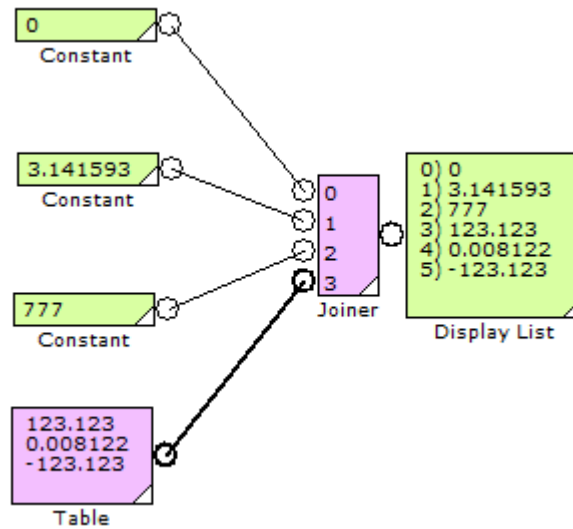 0
Constant
3.141593
Constant
777
Constant
123.123
0.008122
-123.123
Table
0
1
2
3
Joiner
0) 0
1) 3.141593
2) 777
3) 123.123
4) 0.008122
5) -123.123
Display List